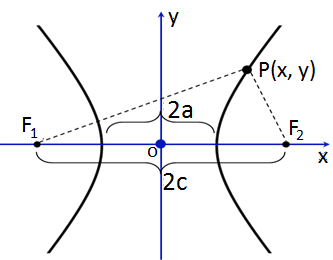 y
P(x, y)
2a
F₁
F₂
O
x
2c